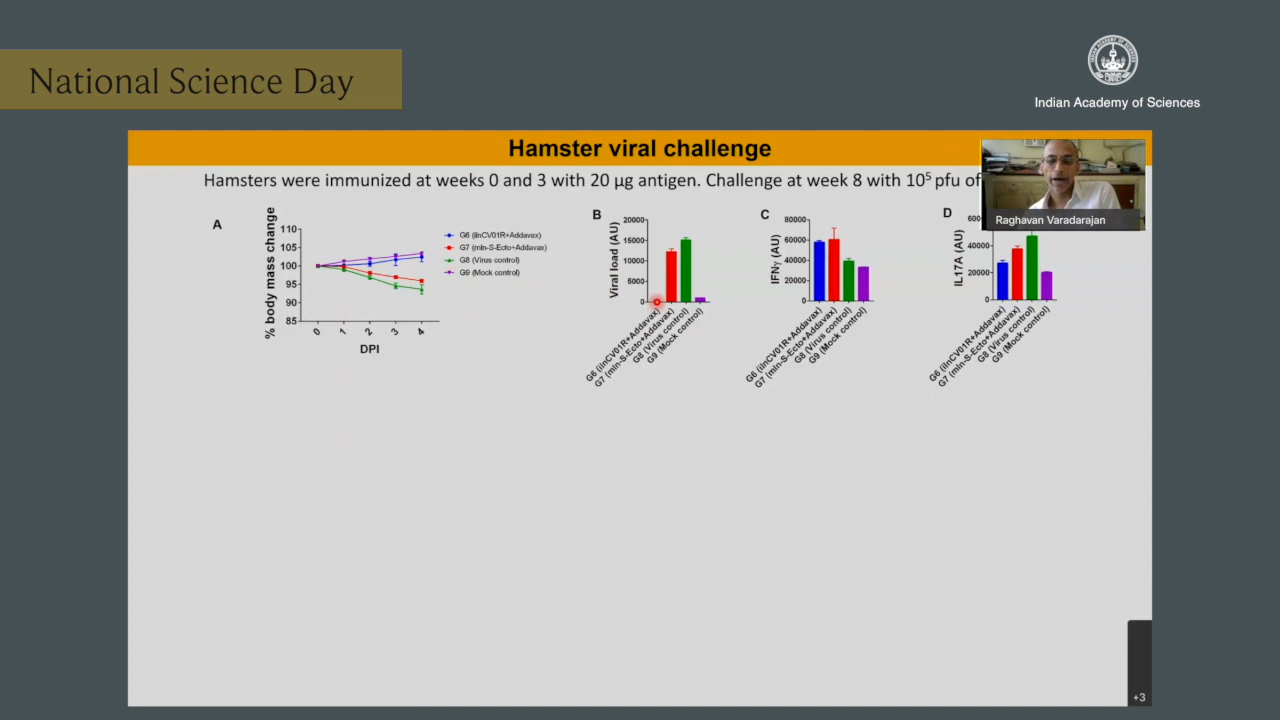 National Science Day
Indian Academy of Sciences
Hamster viral challenge
Hamsters were immunized at weeks 0 and 3 with 20 µg antigen. Challenge at week 8 with 10⁵ pfu of
Raghavan Varadarajan
A
% body mass change
110
105
100
95
90
85
0 1 2 3 4
DPI
G6 (iInCV01R+Addavax)
G7 (mIn-S-Ecto+Addavax)
G8 (Virus control)
G9 (Mock control)
B
Viral load (AU)
20000
15000
10000
5000
0
G6 (iInCV01R+Addavax)
G7 (mIn-S-Ecto+Addavax)
G8 (Virus control)
G9 (Mock control)
C
IFNγ (AU)
80000
60000
40000
20000
0
G6 (iInCV01R+Addavax)
G7 (mIn-S-Ecto+Addavax)
G8 (Virus control)
G9 (Mock control)
D
IL17A (AU)
40000
20000
0
G6 (iInCV01R+Addavax)
G7 (mIn-S-Ecto+Addavax)
G8 (Virus control)
G9 (Mock control)
+3